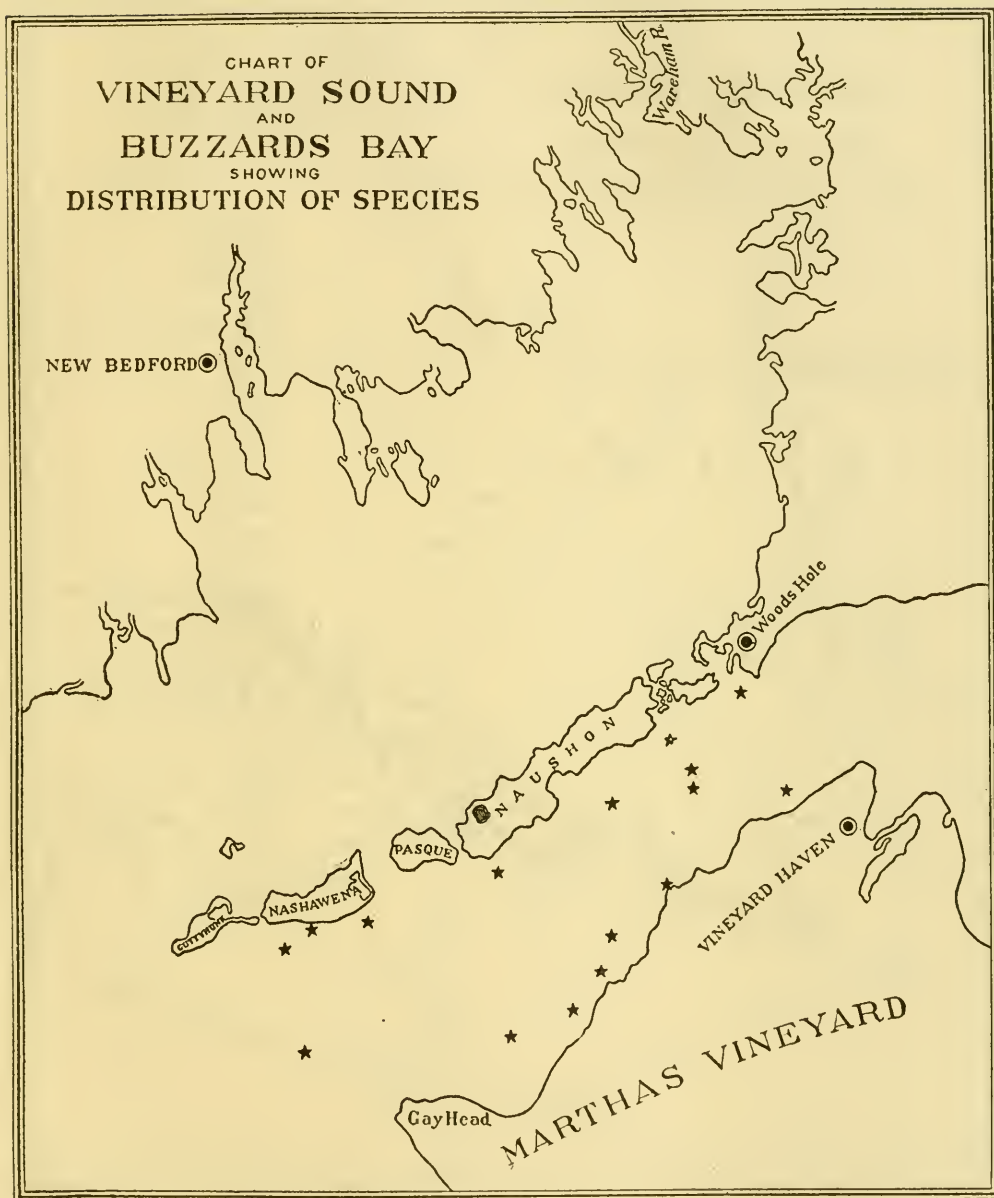 CHART OF
VINEYARD SOUND
AND
BUZZARDS BAY
SHOWING
DISTRIBUTION OF SPECIES
Wareham R.
NEW BEDFORD
Woods Hole
NAUSHON
PASQUE
NASHAWENA
CUTTYHUNK
VINEYARD HAVEN
MARTHAS VINEYARD
Gay Head